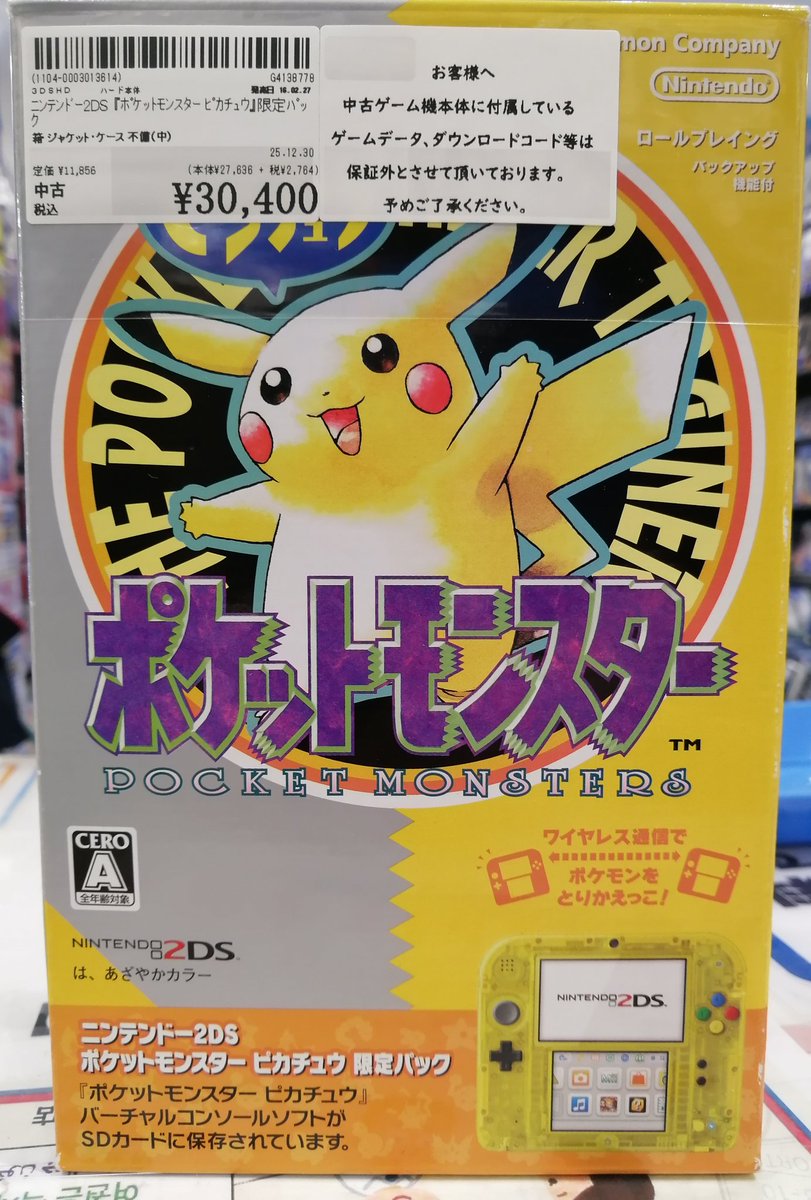 (1104-0003013614)
G4138778
3DSHD ハード本体 発売日 16.02.27
ニンテンドー2DS『ポケットモンスター ピカチュウ』限定パッ
ク
箱 ジャケット・ケース 不備(中)
25.12.30
定価 ¥11,856 (本体¥27,636 + 税¥2,764)
中古
税込
¥30,400
お客様へ
中古ゲーム機本体に付属している
ゲームデータ、ダウンロードコード等は
保証外とさせて頂いております。
予めご了承ください。
mon Company
Nintendo
ロールプレイング
バックアップ
機能付
ポケットモンスター
TM
POCKET MONSTERS
CERO
A
全年齢対象
ワイヤレス通信で
ポケモンを
とりかえっこ!
NINTENDO 2DS
は、あざやかカラー
NINTENDO 2DS
ニンテンドー2DS
ポケットモンスター ピカチュウ 限定パック
『ポケットモンスター ピカチュウ』
バーチャルコンソールソフトが
SDカードに保存されています。